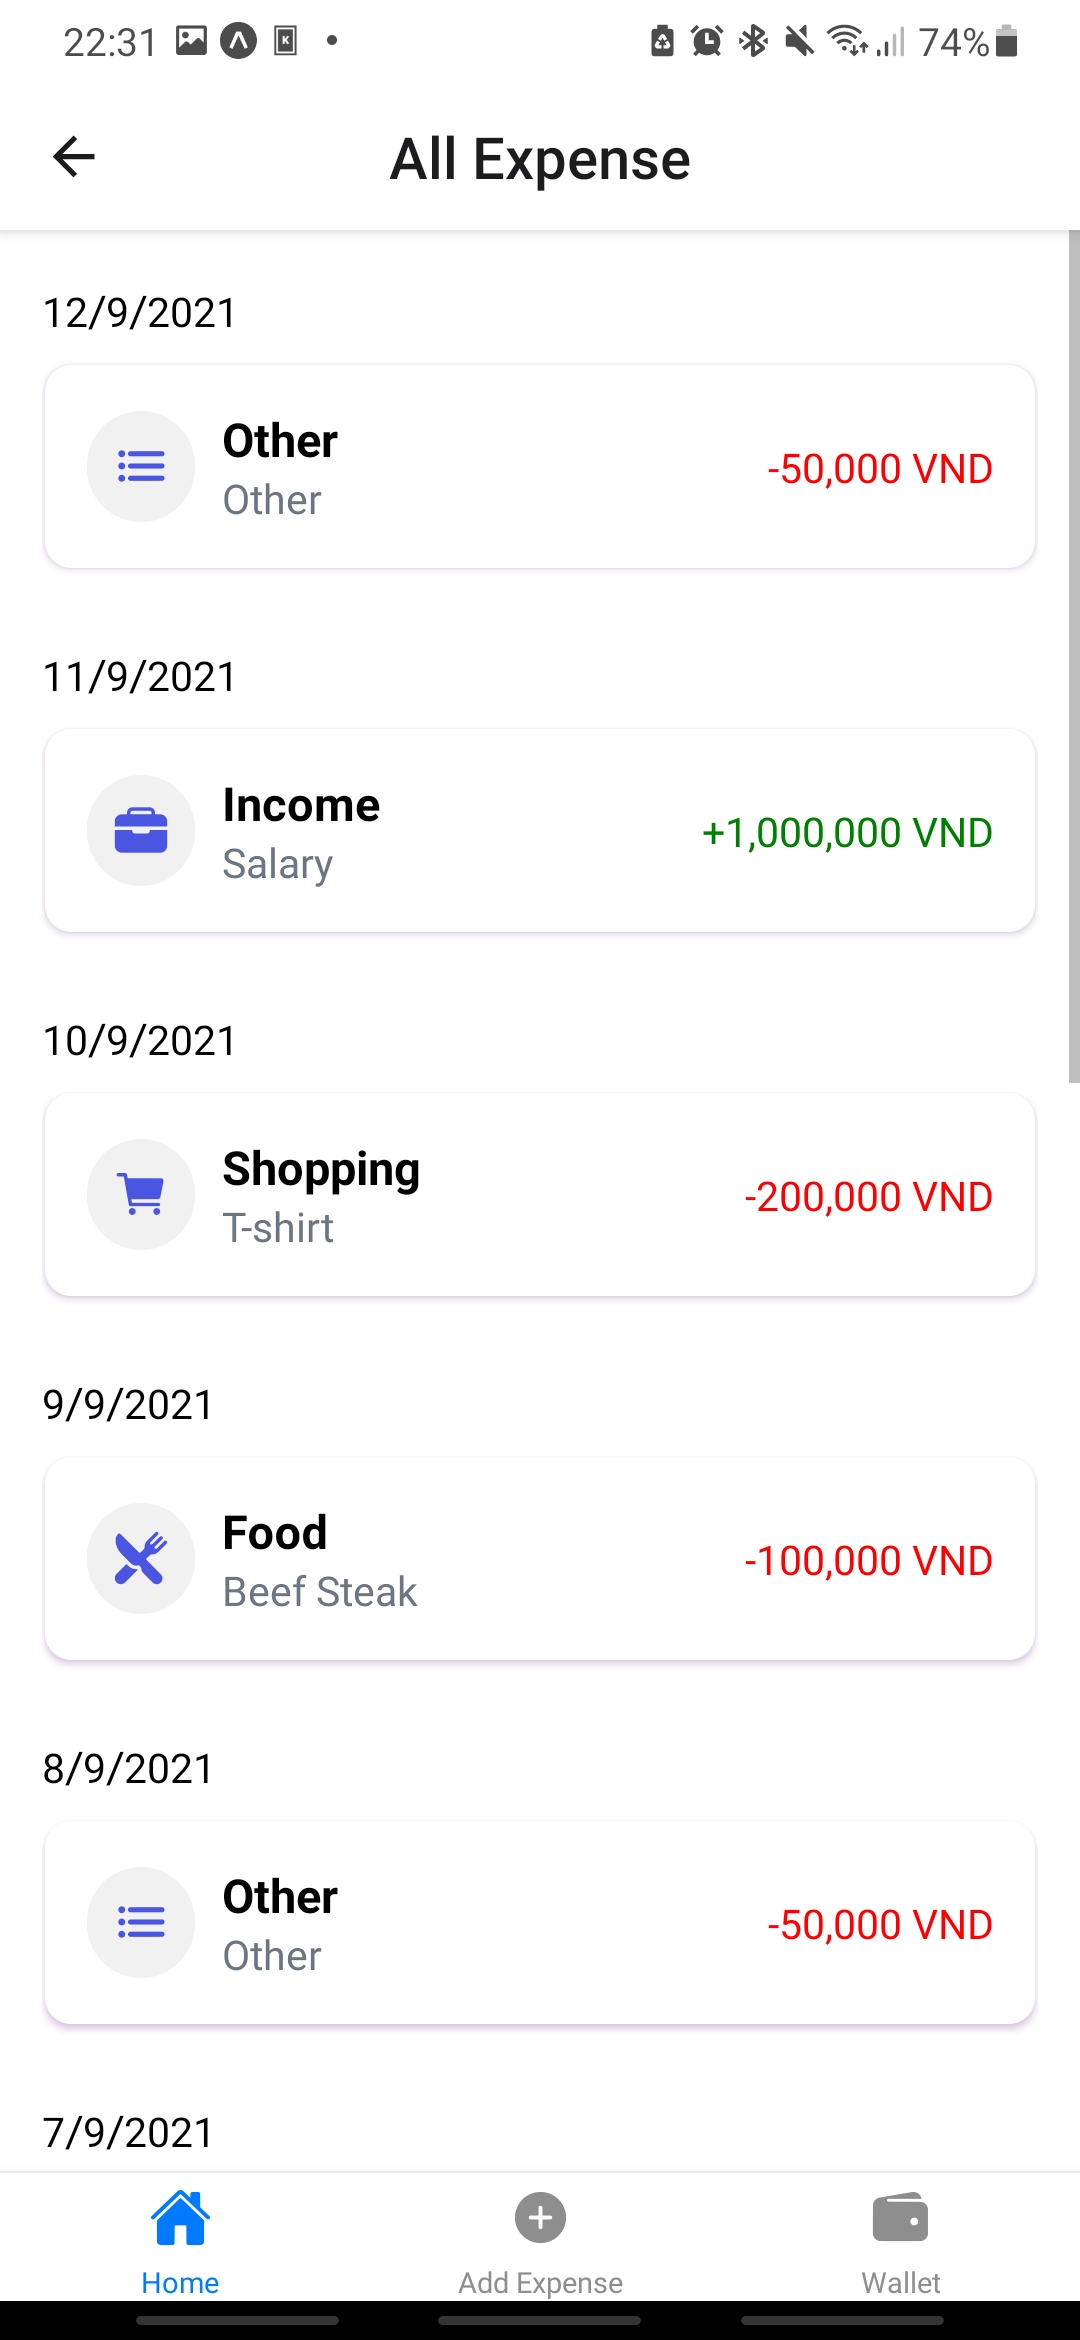 22:31
74%
All Expense
12/9/2021
Other
Other
-50,000 VND
11/9/2021
Income
Salary
+1,000,000 VND
10/9/2021
Shopping
T-shirt
-200,000 VND
9/9/2021
Food
Beef Steak
-100,000 VND
8/9/2021
Other
Other
-50,000 VND
7/9/2021
Home
Add Expense
Wallet